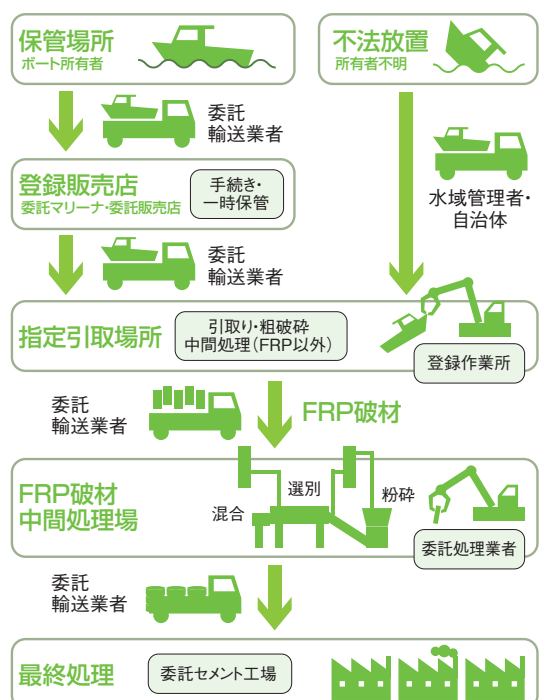 保管場所
ボート所有者
不法放置
所有者不明
委託
輸送業者
登録販売店
委託マリーナ・委託販売店
手続き・
一時保管
水域管理者・
自治体
委託
輸送業者
指定引取場所
引取り・粗破砕
中間処理（FRP以外）
登録作業所
委託
輸送業者
FRP破材
FRP破材
中間処理場
混合
選別
粉砕
委託処理業者
委託
輸送業者
最終処理
委託セメント工場